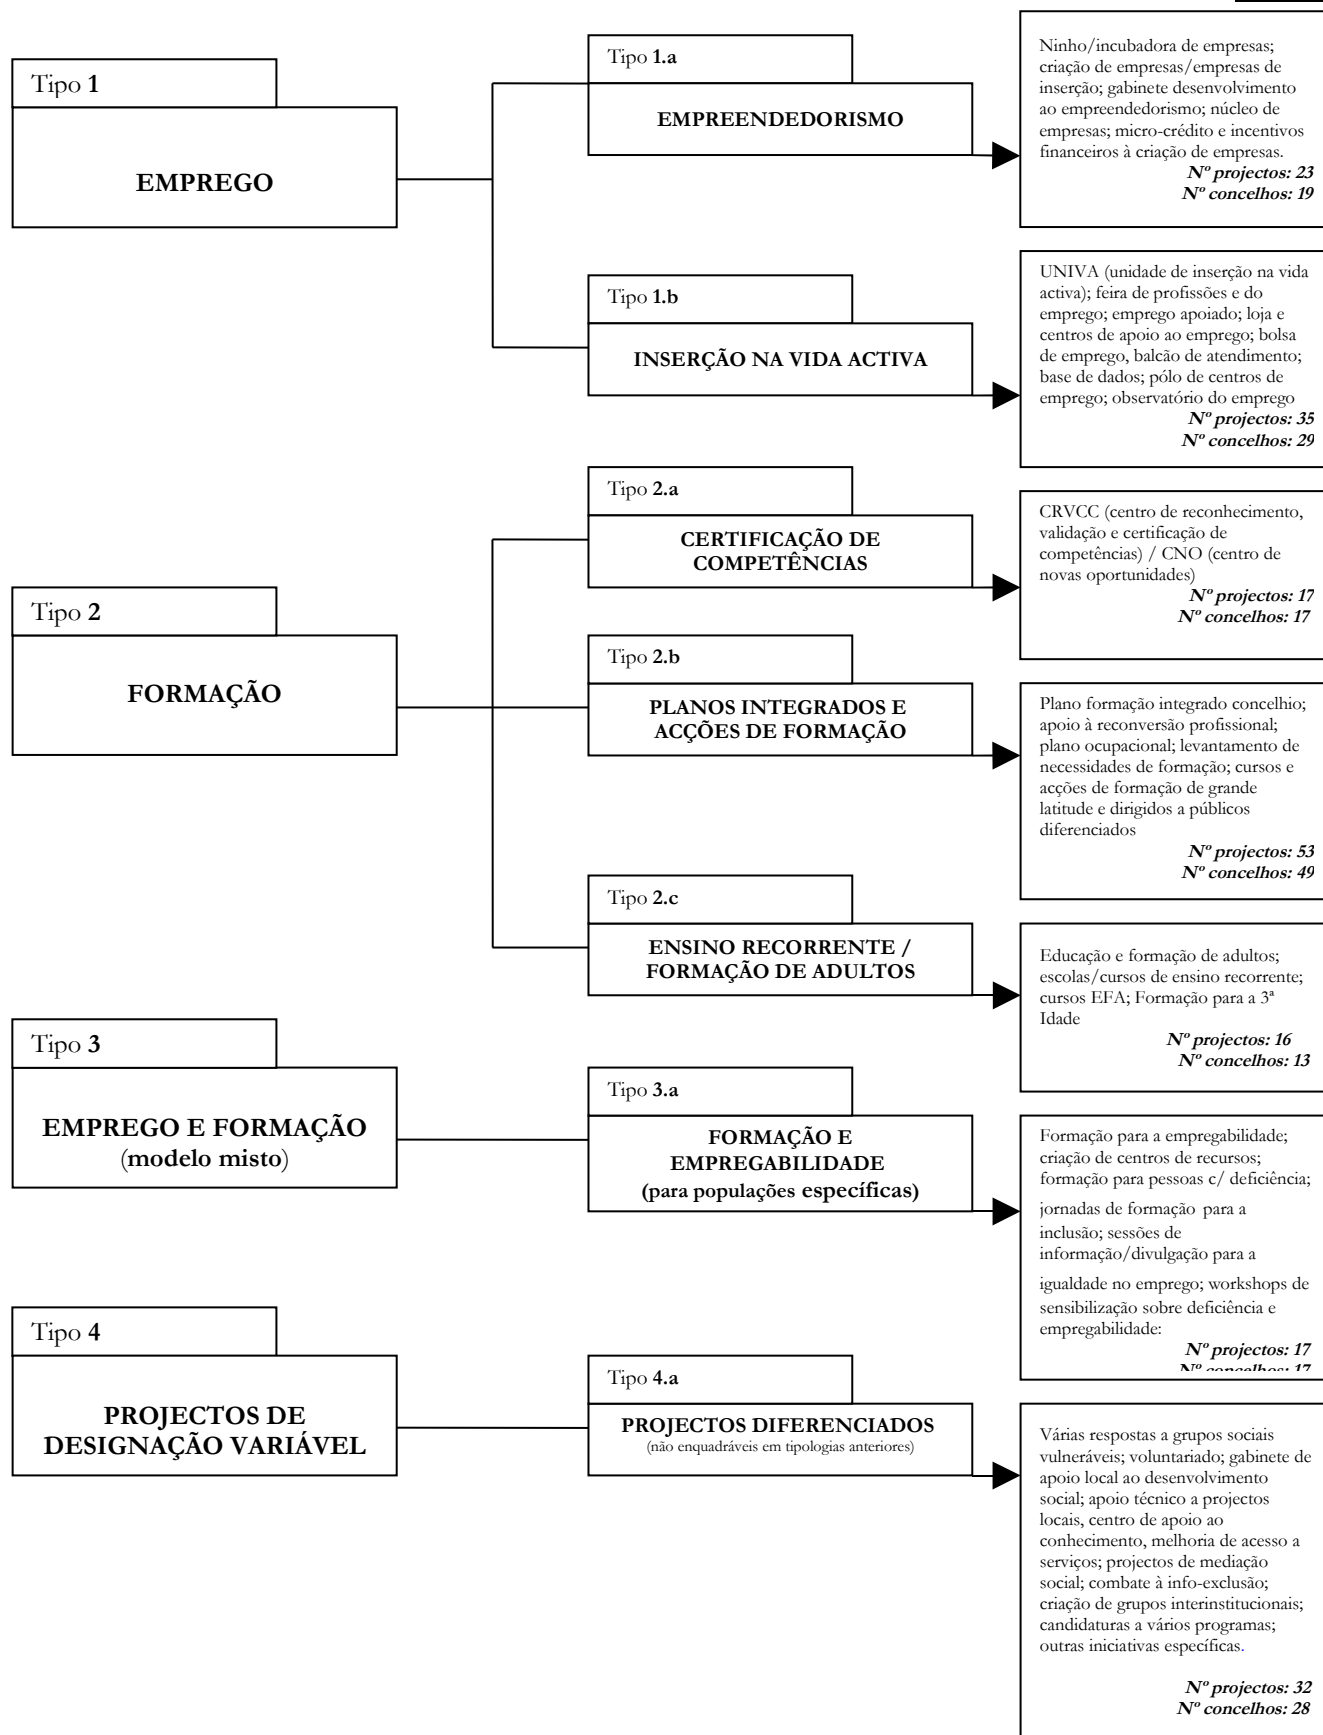 Tipo 1
EMPREGO
Tipo 1.a
EMPREENDEDORISMO
Ninho/incubadora de empresas;
criação de empresas/empresas de
inserção; gabinete desenvolvimento
ao empreendedorismo; núcleo de
empresas; micro-crédito e incentivos
financeiros à criação de empresas.
Nº projectos: 23
Nº concelhos: 19
Tipo 1.b
INSERÇÃO NA VIDA ACTIVA
UNIVA (unidade de inserção na vida
activa); feira de profissões e do
emprego; emprego apoiado; loja e
centros de apoio ao emprego; bolsa
de emprego, balcão de atendimento;
base de dados; pólo de centros de
emprego; observatório do emprego
Nº projectos: 35
Nº concelhos: 29
Tipo 2
FORMAÇÃO
Tipo 2.a
CERTIFICAÇÃO DE
COMPETÊNCIAS
CRVCC (centro de reconhecimento,
validação e certificação de
competências) / CNO (centro de
novas oportunidades)
Nº projectos: 17
Nº concelhos: 17
Tipo 2.b
PLANOS INTEGRADOS E
ACÇÕES DE FORMAÇÃO
Plano formação integrado concelhio;
apoio à reconversão profissional;
plano ocupacional; levantamento de
necessidades de formação; cursos e
acções de formação de grande
latitude e dirigidos a públicos
diferenciados
Nº projectos: 53
Nº concelhos: 49
Tipo 2.c
ENSINO RECORRENTE /
FORMAÇÃO DE ADULTOS
Educação e formação de adultos;
escolas/cursos de ensino recorrente;
cursos EFA; Formação para a 3ª
Idade
Nº projectos: 16
Nº concelhos: 13
Tipo 3
EMPREGO E FORMAÇÃO
(modelo misto)
Tipo 3.a
FORMAÇÃO E
EMPREGABILIDADE
(para populações específicas)
Formação para a empregabilidade;
criação de centros de recursos;
formação para pessoas c/ deficiência;
jornadas de formação para a
inclusão; sessões de
informação/divulgação para a
igualdade no emprego; workshops de
sensibilização sobre deficiência e
empregabilidade:
Nº projectos: 17
Nº concelhos: 17
Tipo 4
PROJECTOS DE
DESIGNAÇÃO VARIÁVEL
Tipo 4.a
PROJECTOS DIFERENCIADOS
(não enquadráveis em tipologias anteriores)
Várias respostas a grupos sociais
vulneráveis; voluntariado; gabinete de
apoio local ao desenvolvimento
social; apoio técnico a projectos
locais, centro de apoio ao
conhecimento, melhoria de acesso a
serviços; projectos de mediação
social; combate à info-exclusão;
criação de grupos interinstitucionais;
candidaturas a vários programas;
outras iniciativas específicas.
Nº projectos: 32
Nº concelhos: 28